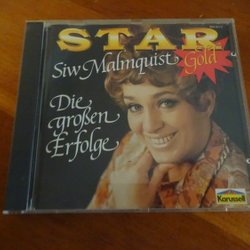 STAR
Siw Malmquist Gold
Die
großen
Erfolge
Karussell